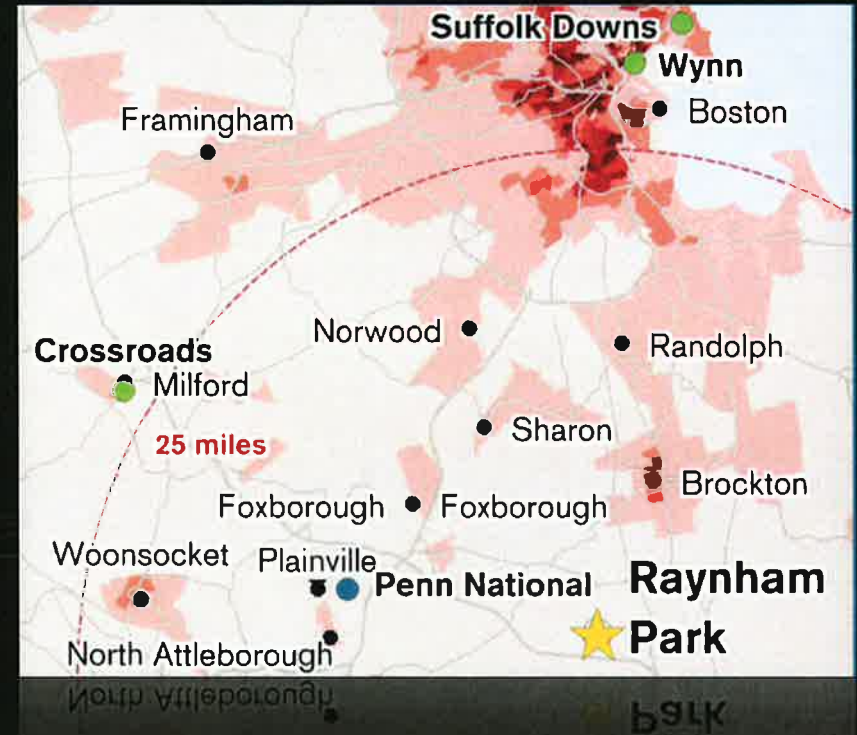 Suffolk Downs
Wynn
Boston
Framingham
Norwood
Randolph
Crossroads
Milford
25 miles
Sharon
Brockton
Foxborough Foxborough
Woonsocket
Plainville
Penn National
Raynham
Park
North Attleborough